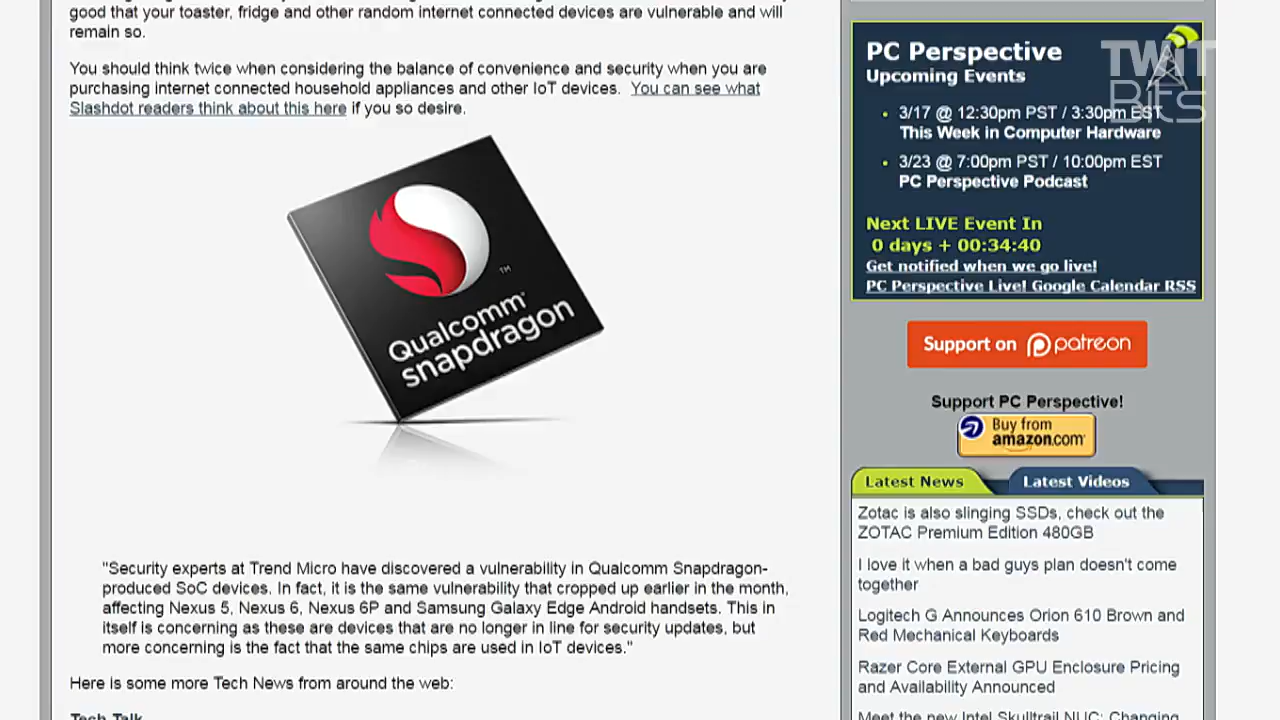 good that your toaster, fridge and other random internet connected devices are vulnerable and will
remain so.
You should think twice when considering the balance of convenience and security when you are
purchasing internet connected household appliances and other IoT devices.  You can see what
Slashdot readers think about this here if you so desire.
Qualcomm
snapdragon
TM
"Security experts at Trend Micro have discovered a vulnerability in Qualcomm Snapdragon-
produced SoC devices. In fact, it is the same vulnerability that cropped up earlier in the month,
affecting Nexus 5, Nexus 6, Nexus 6P and Samsung Galaxy Edge Android handsets. This in
itself is concerning as these are devices that are no longer in line for security updates, but
more concerning is the fact that the same chips are used in IoT devices."
Here is some more Tech News from around the web:
Tech Talk
PC Perspective
Upcoming Events
3/17 @ 12:30pm PST / 3:30pm EST
This Week in Computer Hardware
3/23 @ 7:00pm PST / 10:00pm EST
PC Perspective Podcast
Next LIVE Event In
0 days + 00:34:40
Get notified when we go live!
PC Perspective Live! Google Calendar RSS
TWiT
Bits
Support on patreon
Support PC Perspective!
Buy from
amazon.com
Latest News
Latest Videos
Zotac is also slinging SSDs, check out the
ZOTAC Premium Edition 480GB
I love it when a bad guys plan doesn't come
together
Logitech G Announces Orion 610 Brown and
Red Mechanical Keyboards
Razer Core External GPU Enclosure Pricing
and Availability Announced
Meet the new Intel Skulltrail NUC: Changing